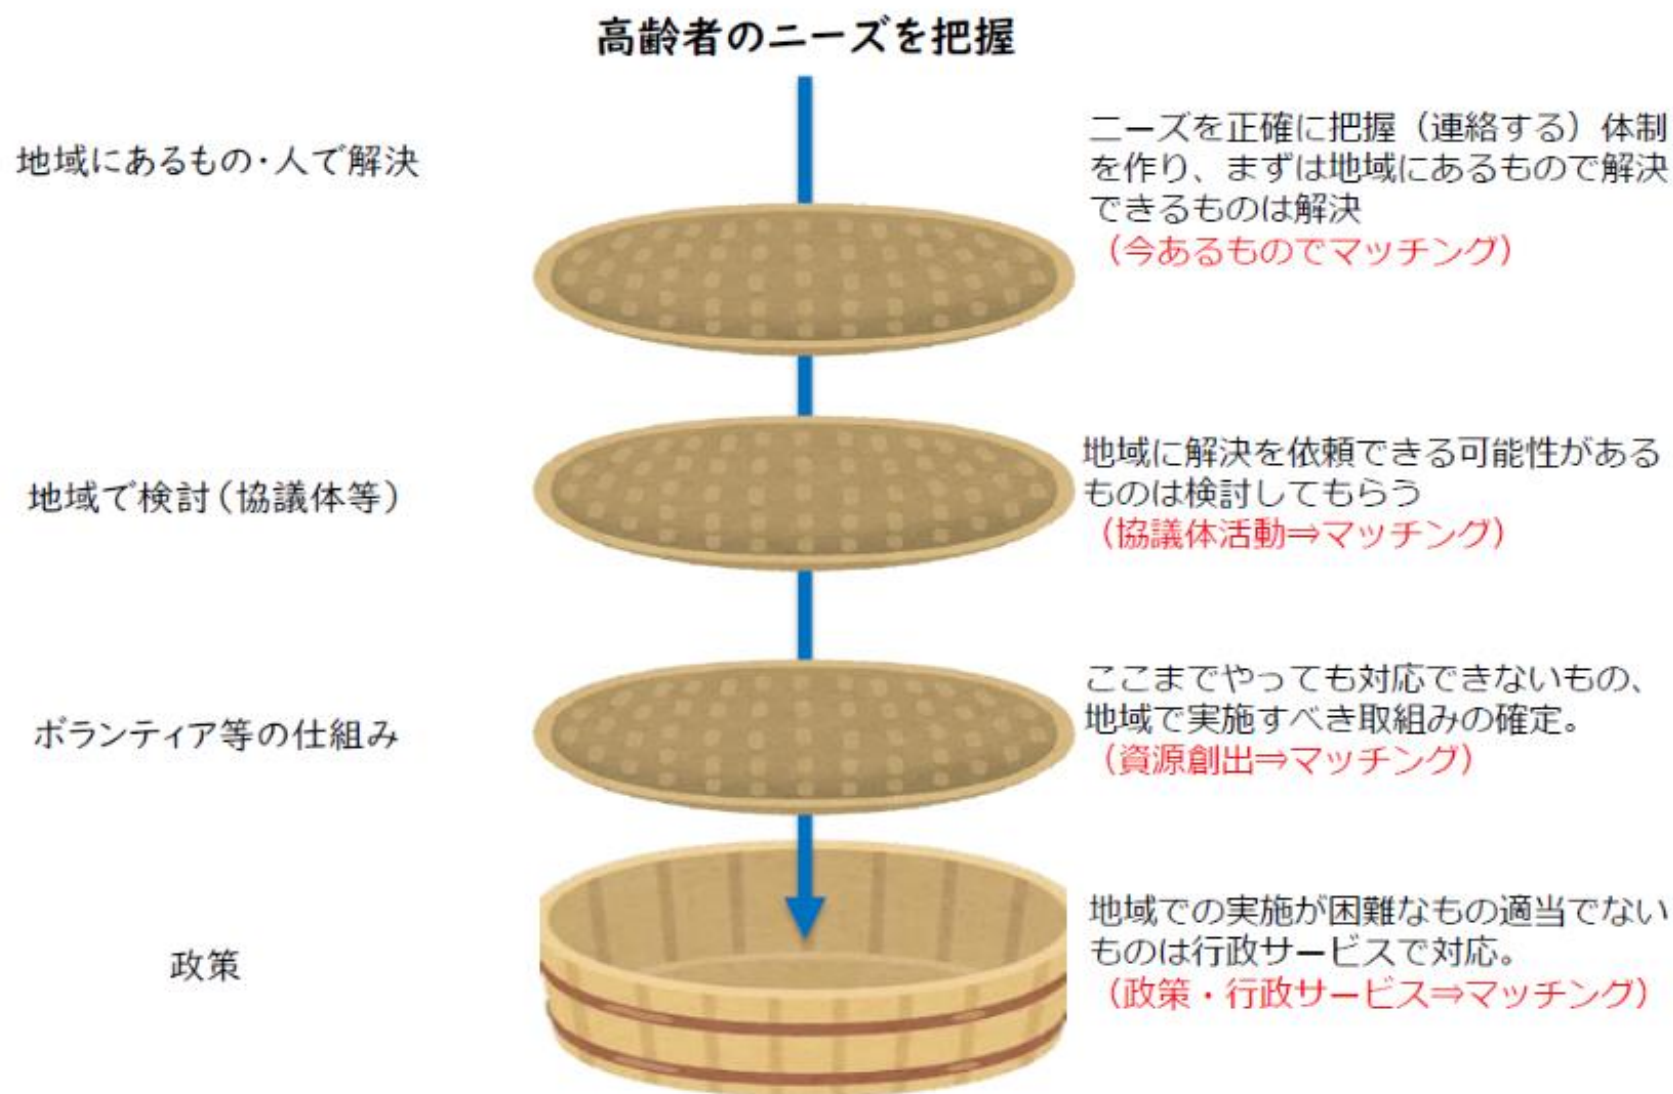 高齢者のニーズを把握
地域にあるもの・人で解決
ニーズを正確に把握（連絡する）体制
を作り、まずは地域にあるもので解決
できるものは解決
（今あるものでマッチング）
地域で検討（協議体等）
地域に解決を依頼できる可能性がある
ものは検討してもらう
（協議体活動⇒マッチング）
ボランティア等の仕組み
ここまでやっても対応できないもの、
地域で実施すべき取組みの確定。
（資源創出⇒マッチング）
政策
地域での実施が困難なもの適当でない
ものは行政サービスで対応。
（政策・行政サービス⇒マッチング）